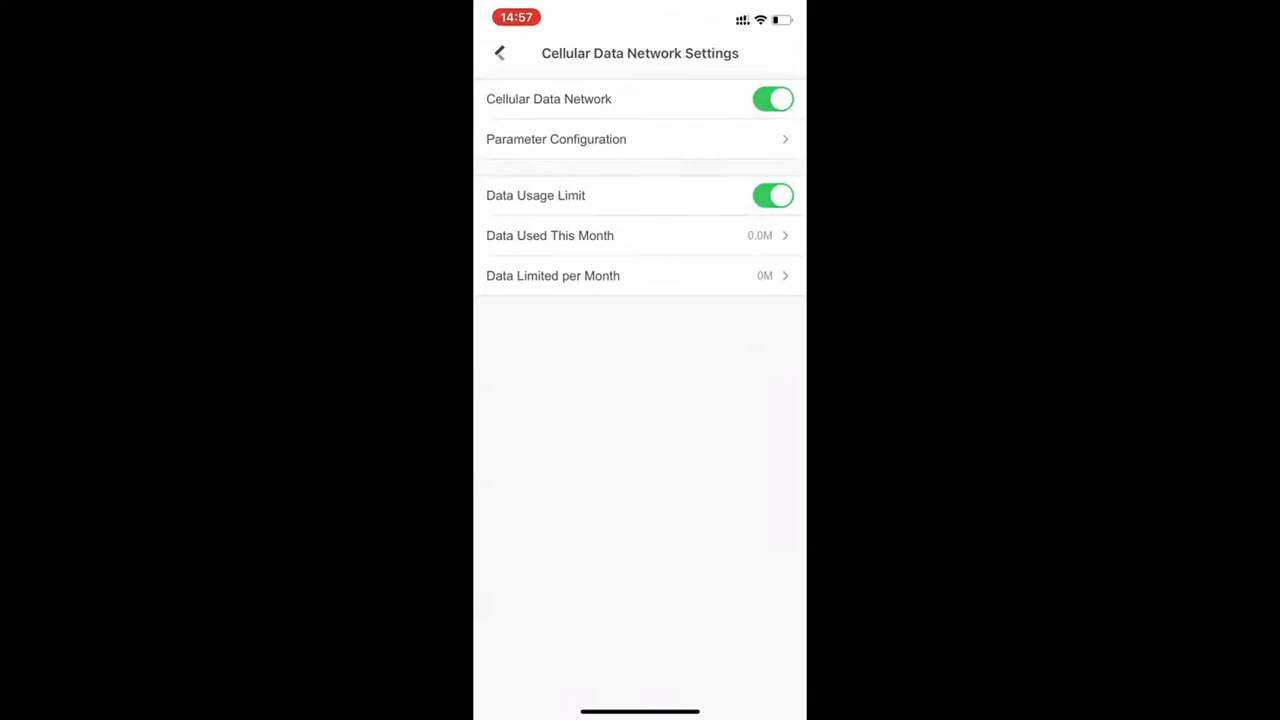 14:57
Cellular Data Network Settings
Cellular Data Network
Parameter Configuration
Data Usage Limit
Data Used This Month 0.0M
Data Limited per Month 0M